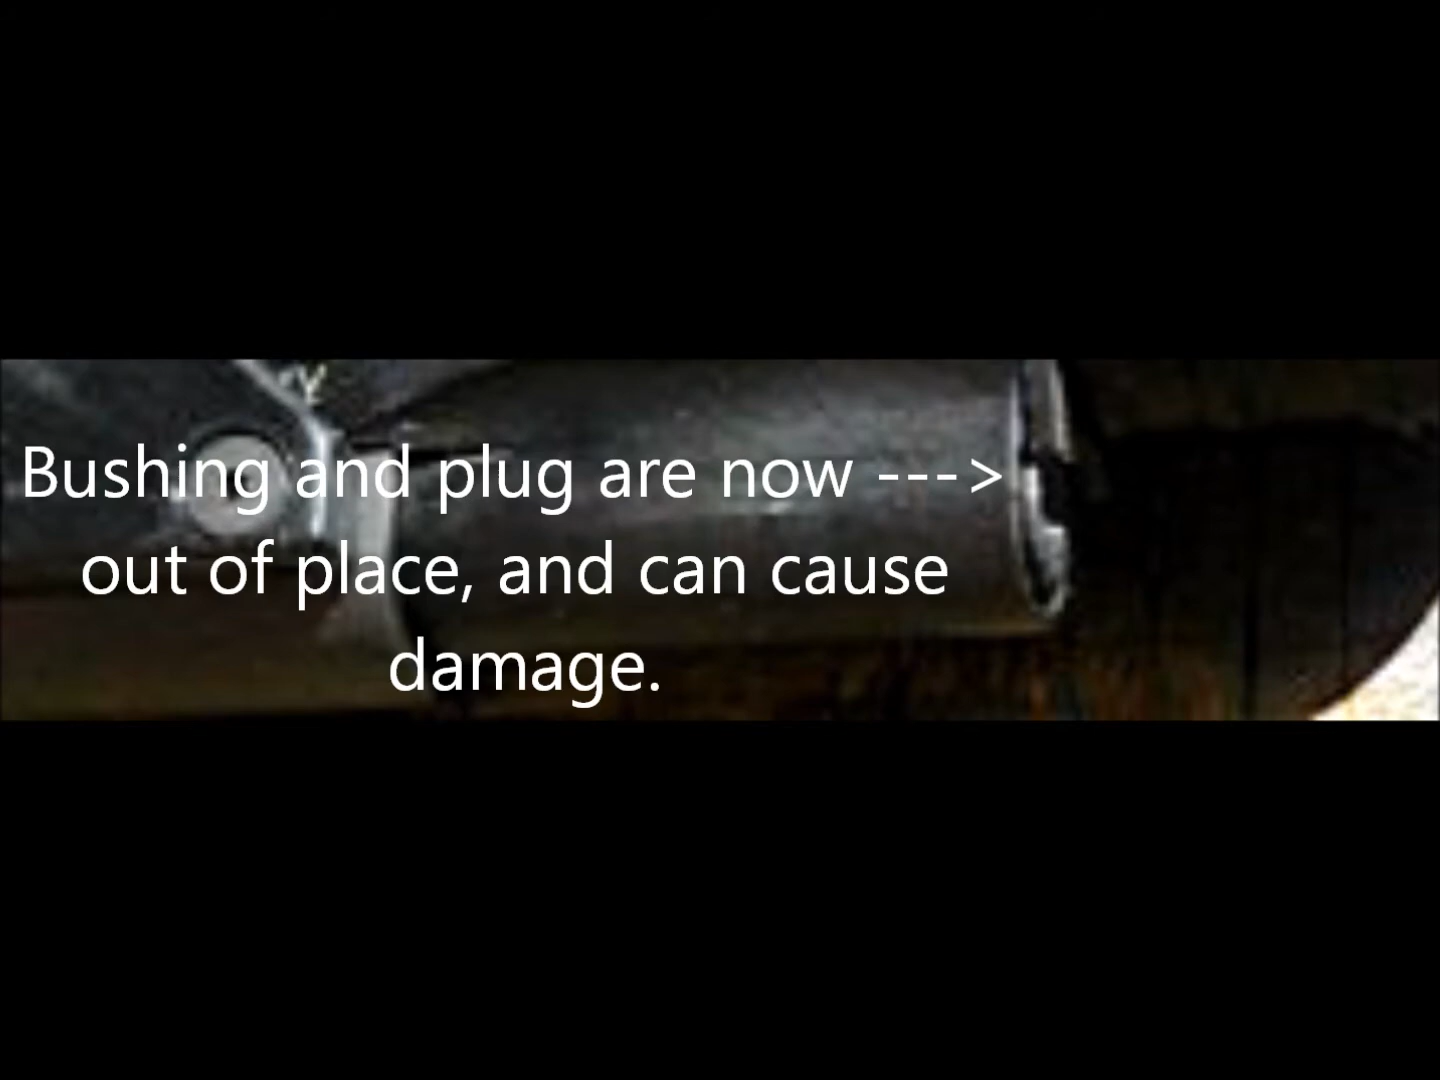 Bushing and plug are now --->
out of place, and can cause
damage.